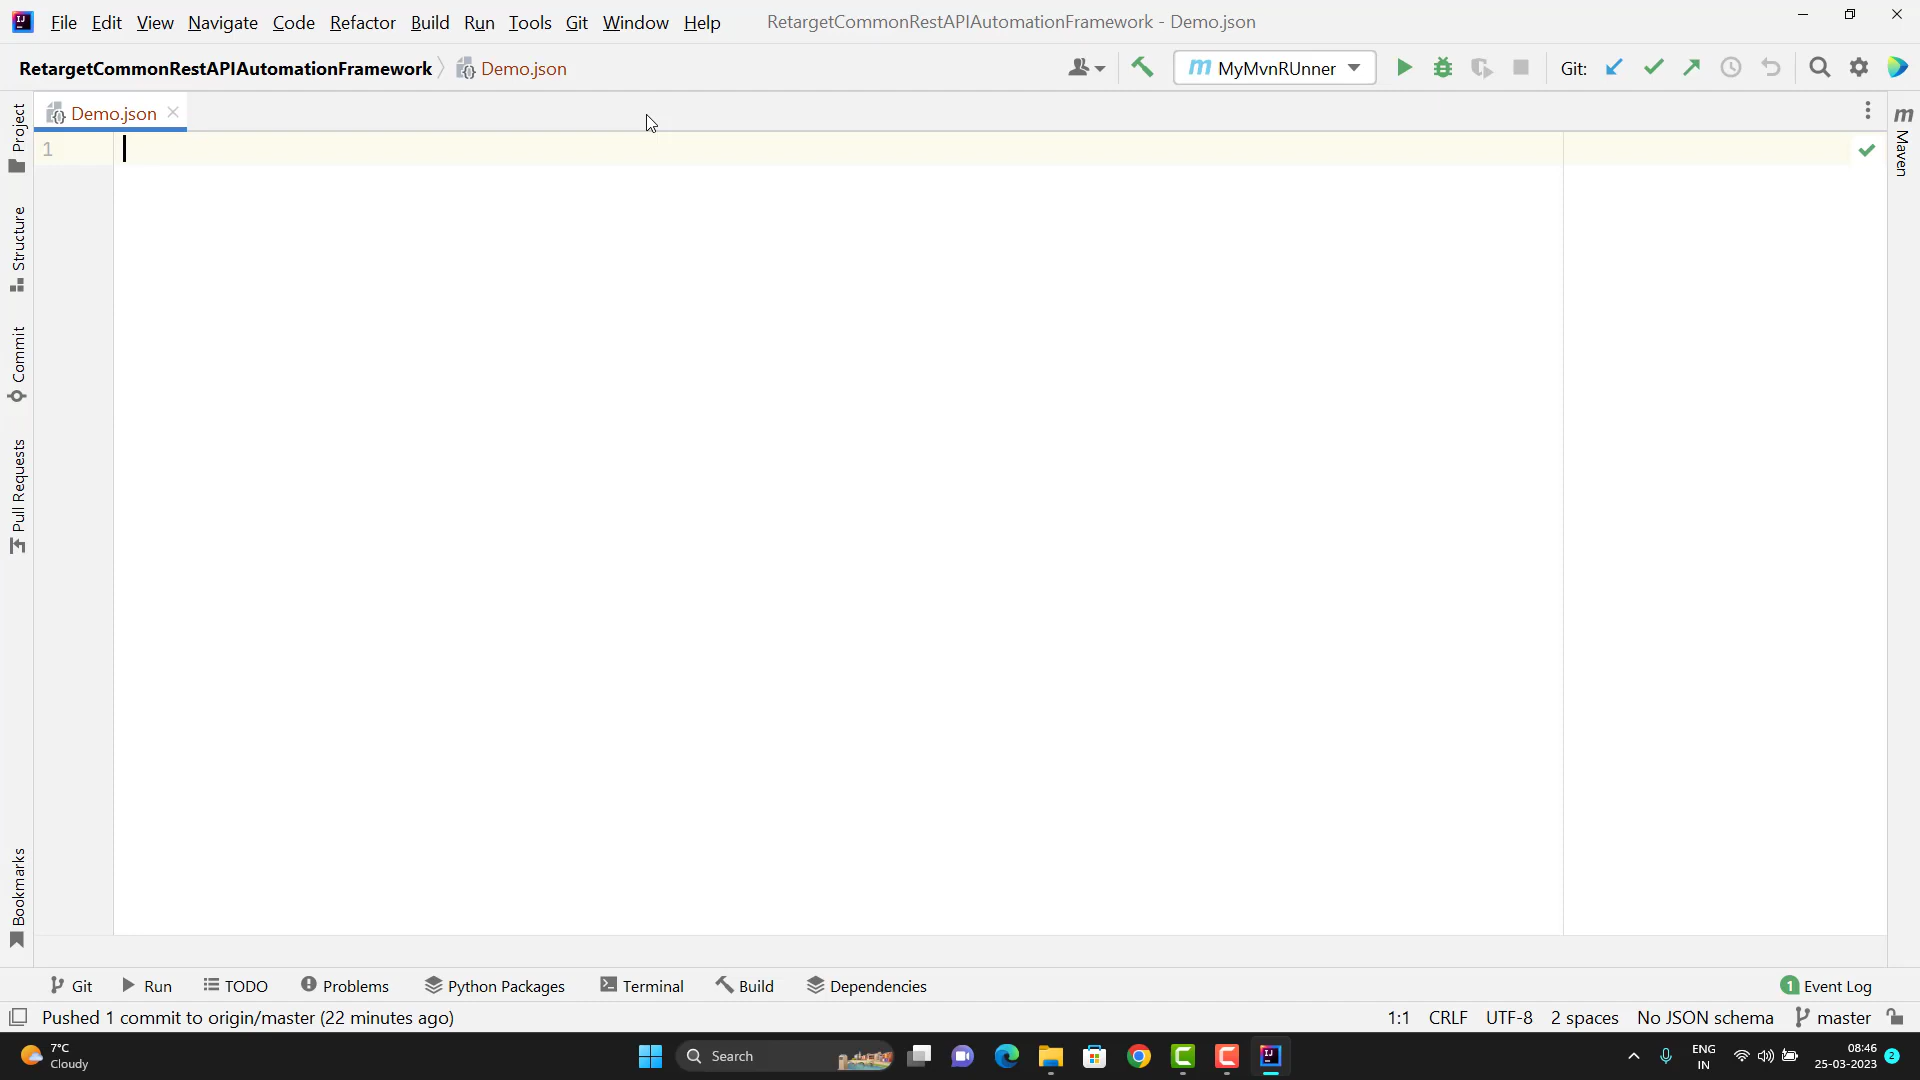 File Edit View Navigate Code Refactor Build Run Tools Git Window Help RetargetCommonRestAPIAutomationFramework - Demo.json
RetargetCommonRestAPIAutomationFramework Demo.json MyMvnRUnner Git:
Demo.json
1
Project
Structure
Commit
Pull Requests
Bookmarks
Maven
Git Run TODO Problems Python Packages Terminal Build Dependencies 1 Event Log
Pushed 1 commit to origin/master (22 minutes ago) 1:1 CRLF UTF-8 2 spaces No JSON schema master
7°C
Cloudy
Search
ENG
IN
08:46
25-03-2023
2